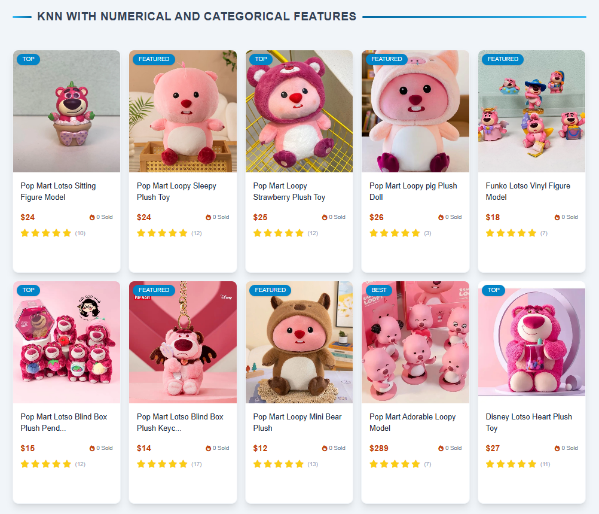 KNN WITH NUMERICAL AND CATEGORICAL FEATURES
TOP
FEATURED
TOP
FEATURED
FEATURED
Pop Mart Lotso Sitting
Figure Model
$24
0 Sold
(16)
Pop Mart Loopy Sleepy
Plush Toy
$24
0 Sold
(12)
Pop Mart Loopy
Strawberry Plush Toy
$25
0 Sold
(12)
Pop Mart Loopy pig Plush
Doll
$26
0 Sold
(3)
Funko Lotso Vinyl Figure
Model
$18
0 Sold
(7)
TOP
FEATURED
FEATURED
BEST
TOP
Disney
Pop Mart Lotso Blind Box
Plush Pend...
$15
0 Sold
(12)
Pop Mart Lotso Blind Box
Plush Keyc...
$14
0 Sold
(17)
Pop Mart Loopy Mini Bear
Plush
$12
0 Sold
(13)
Pop Mart Adorable Loopy
Model
$289
0 Sold
(7)
Disney Lotso Heart Plush
Toy
$27
0 Sold
(11)